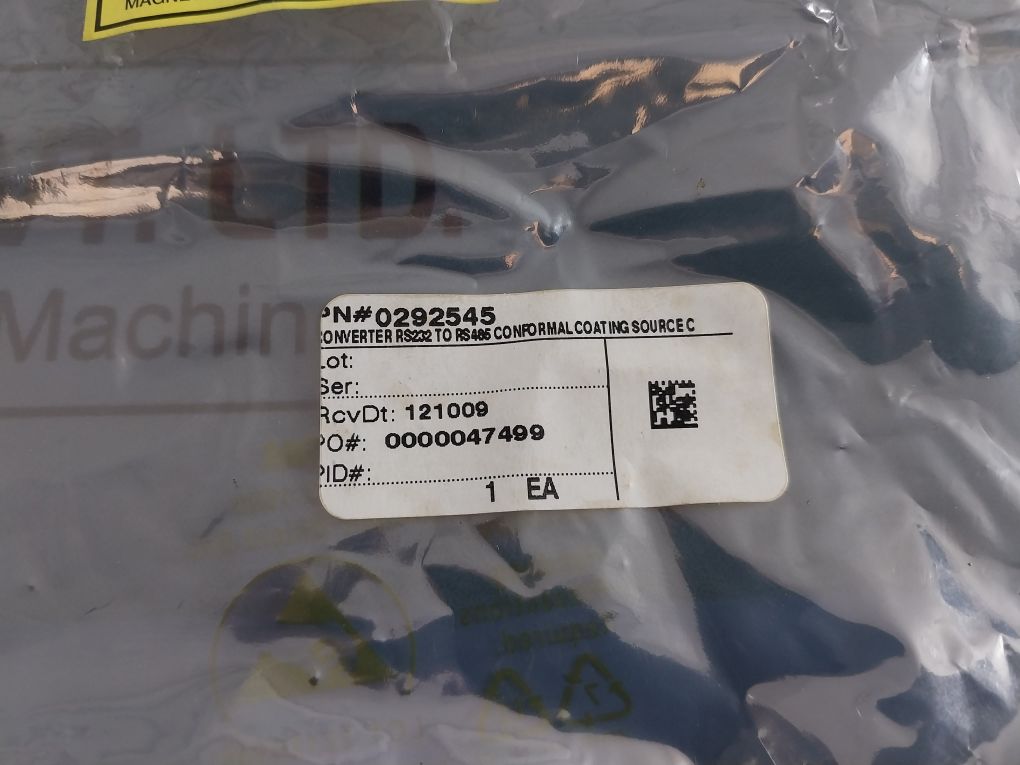 PN#0292545
CONVERTER RS232 TO RS485 CONFORMAL COATING SOURCE C
Lot:
Ser:
RcvDt: 121009
PO#: 0000047499
PID#:
1 EA
LTD.
Machin